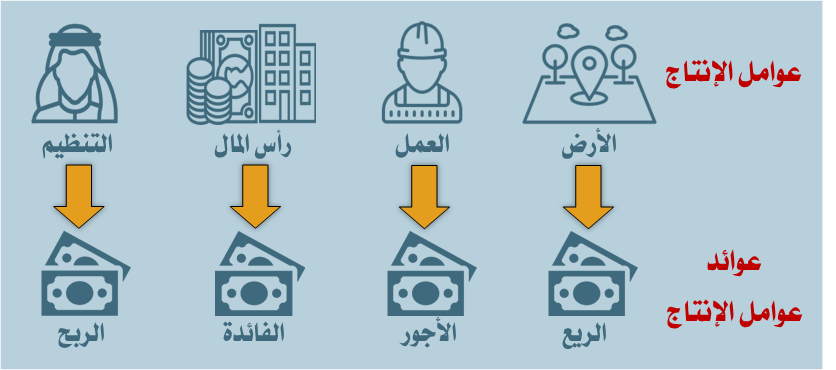 عوامل الإنتاج
الأرض
العمل
رأس المال
التنظيم
عوائد
عوامل الإنتاج
الريع
الأجور
الفائدة
الربح